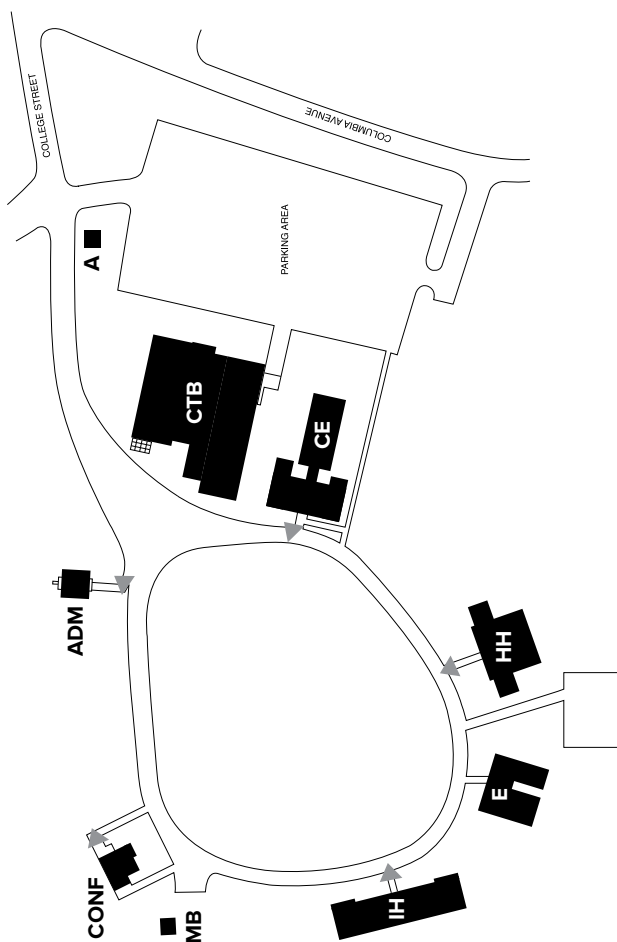 COLLEGE STREET
COLUMBIA AVENUE
PARKING AREA
A
CTB
CE
ADM
HH
E
CONF
IH
MB